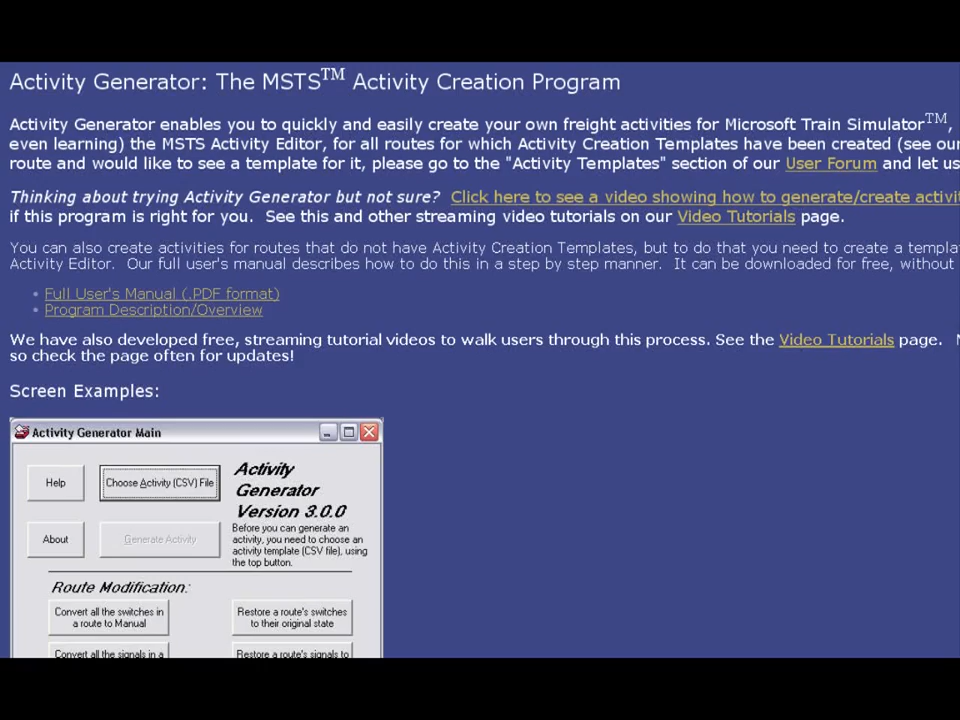 Activity Generator: The MSTS™ Activity Creation Program
Activity Generator enables you to quickly and easily create your own freight activities for Microsoft Train Simulator™,
even learning) the MSTS Activity Editor, for all routes for which Activity Creation Templates have been created (see our
route and would like to see a template for it, please go to the "Activity Templates" section of our User Forum and let us
Thinking about trying Activity Generator but not sure? Click here to see a video showing how to generate/create
if this program is right for you. See this and other streaming video tutorials on our Video Tutorials page.
You can also create activities for routes that do not have Activity Creation Templates, but to do that you need to create a
Activity Editor. Our full user's manual describes how to do this in a step by step manner. It can be downloaded for free, without
• Full User's Manual (.PDF format)
• Program Description/Overview
We have also developed free, streaming tutorial videos to walk users through this process. See the Video Tutorials page.
so check the page often for updates!
Screen Examples:
Activity Generator Main
Help
Choose Activity (CSV) File
Activity
Generator
Version 3.0.0
About
Generate Activity
Before you can generate an
activity, you need to choose an
activity template (CSV file), using
the top button.
Route Modification:
Convert all the switches in
a route to Manual
Restore a route's switches
to their original state
Convert all the signals in a
Restore a route's signals to